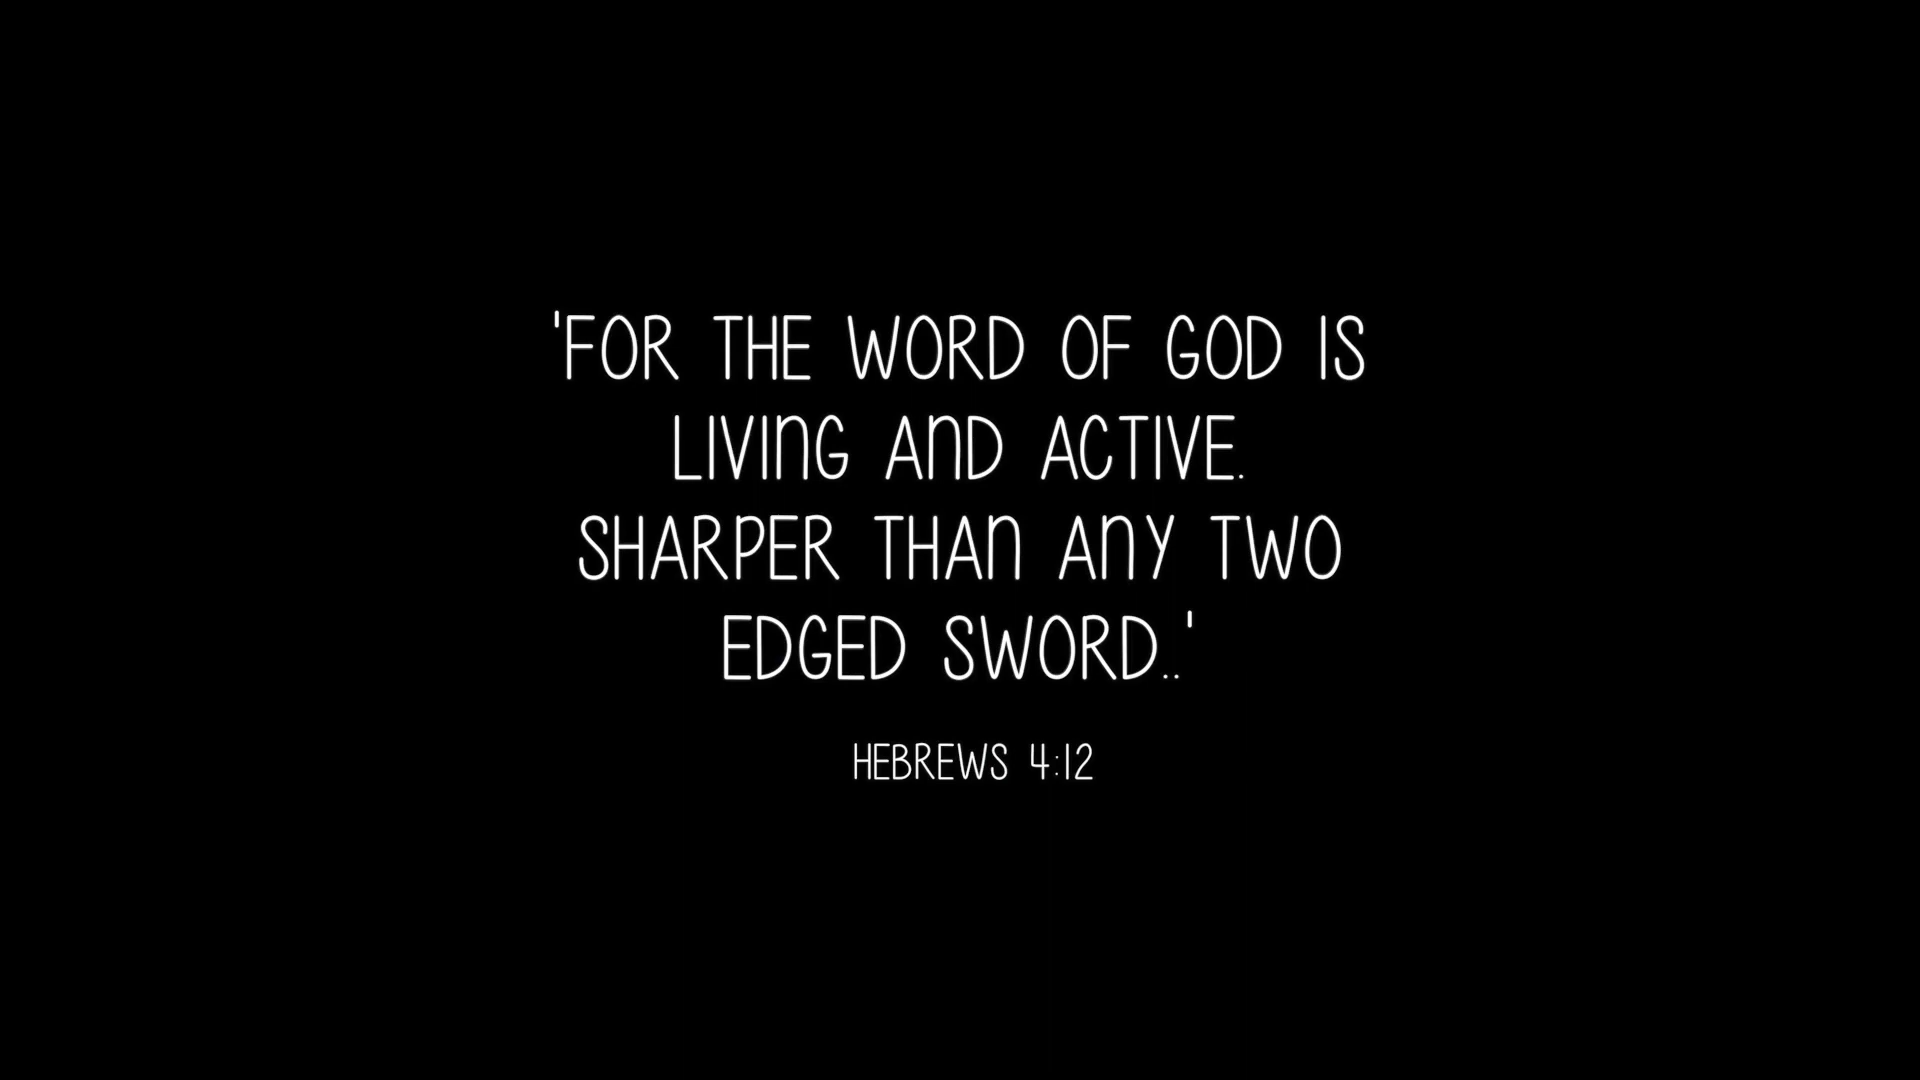 'FOR THE WORD OF GOD IS
LIVING AND ACTIVE.
SHARPER THAN ANY TWO
EDGED SWORD..'
HEBREWS 4:12